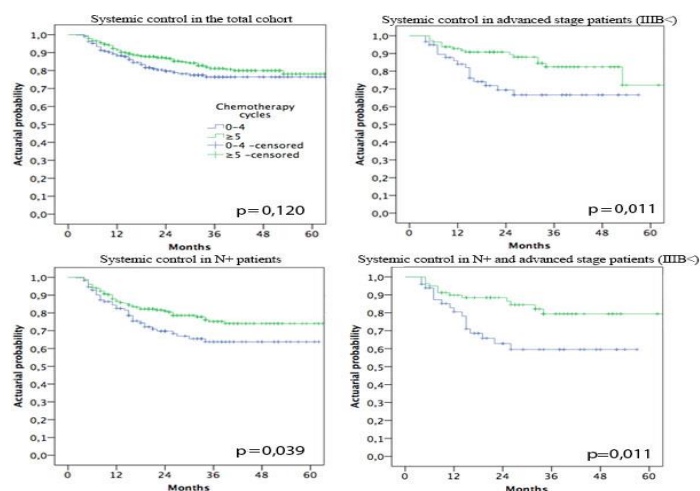 Systemic control in the total cohort
1,0
0,9
0,8
0,7
0,6
0,5
0,4
0,3
0,2
0,1
0,0
Actuarial probability
Chemotherapy
cycles
0-4
≥5
0-4 -censored
≥5 -censored
p=0,120
0 12 24 36 48 60
Months
Systemic control in advanced stage patients (IIIB<)
1,0
0,9
0,8
0,7
0,6
0,5
0,4
0,3
0,2
0,1
0,0
Actuarial probability
p=0,011
0 12 24 36 48 60
Months
Systemic control in N+ patients
1,0
0,9
0,8
0,7
0,6
0,5
0,4
0,3
0,2
0,1
0,0
Actuarial probability
p=0,039
0 12 24 36 48 60
Months
Systemic control in N+ and advanced stage patients (IIIB<)
1,0
0,9
0,8
0,7
0,6
0,5
0,4
0,3
0,2
0,1
0,0
Actuarial probability
p=0,011
0 12 24 36 48 60
Months